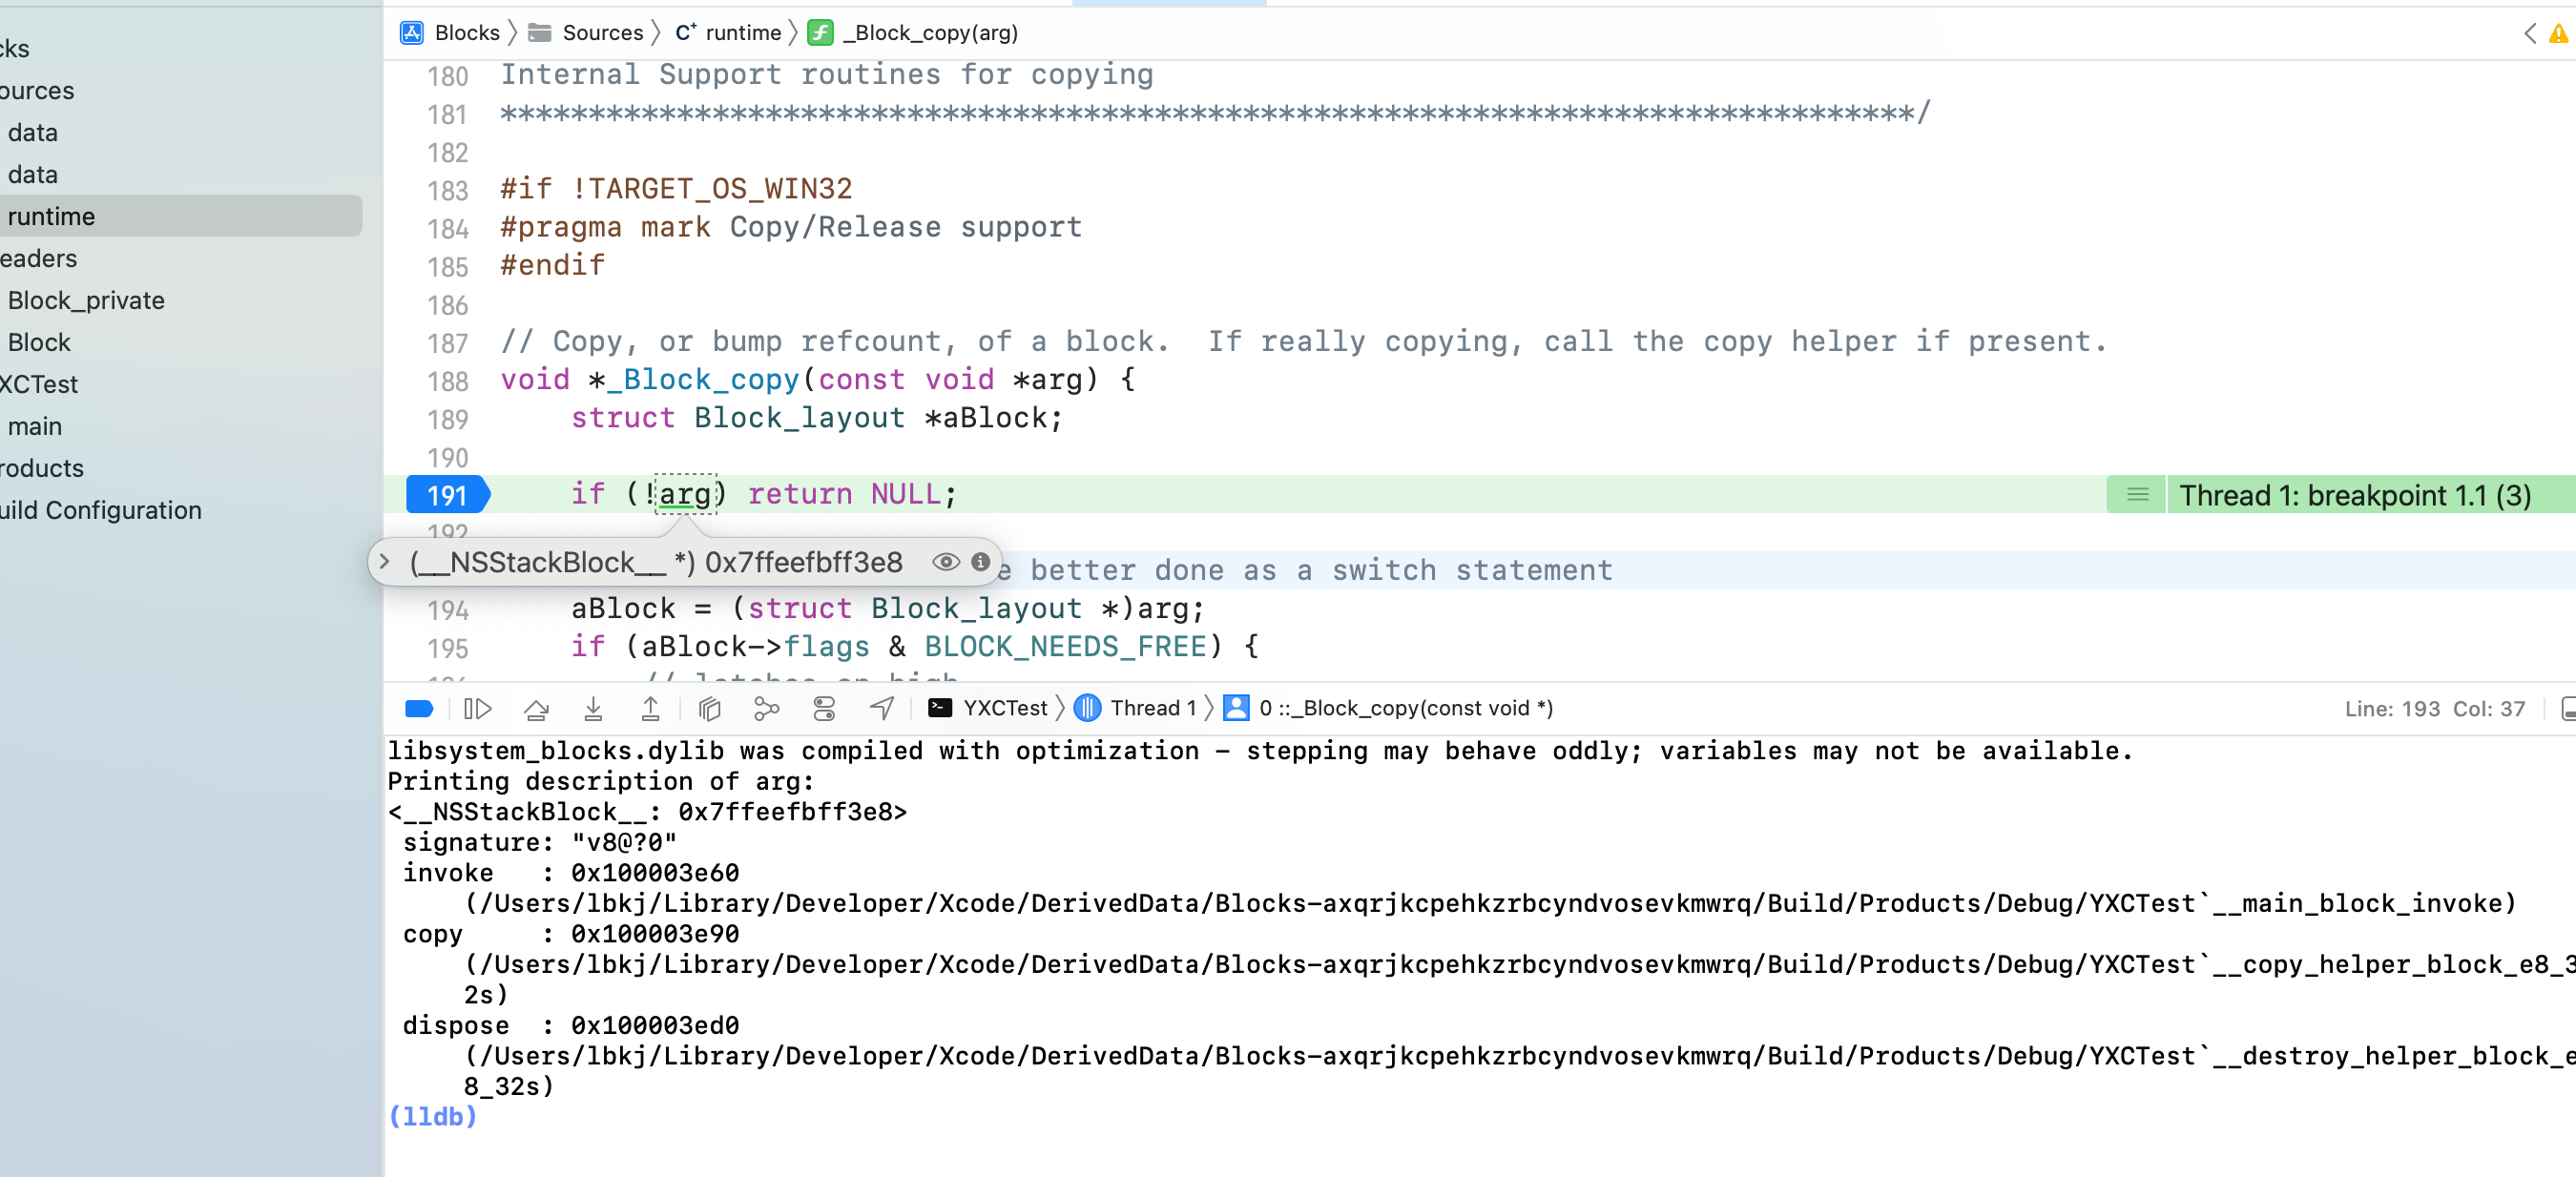 Blocks 〉 Sources 〉 C⁺ runtime 〉 f _Block_copy(arg)
cks
ources
data
data
runtime
eaders
Block_private
Block
XCTest
main
roducts
uild Configuration
180 Internal Support routines for copying
181 *********************************************************************************/
182
183 #if !TARGET_OS_WIN32
184 #pragma mark Copy/Release support
185 #endif
186
187 // Copy, or bump refcount, of a block.  If really copying, call the copy helper if present.
188 void *_Block_copy(const void *arg) {
189     struct Block_layout *aBlock;
190
191     if (!arg) return NULL; Thread 1: breakpoint 1.1 (3)
192
(__NSStackBlock__ *) 0x7ffeefbff3e8 e better done as a switch statement
194     aBlock = (struct Block_layout *)arg;
195     if (aBlock->flags & BLOCK_NEEDS_FREE) {
196         // latches on high
YXCTest 〉 Thread 1 〉 0 ::_Block_copy(const void *) Line: 193 Col: 37
libsystem_blocks.dylib was compiled with optimization - stepping may behave oddly; variables may not be available.
Printing description of arg:
<__NSStackBlock__: 0x7ffeefbff3e8>
 signature: "v8@?0"
 invoke   : 0x100003e60
(/Users/lbkj/Library/Developer/Xcode/DerivedData/Blocks-axqrjkcpehkzrbcyndvosevkmwrq/Build/Products/Debug/YXCTest`__main_block_invoke)
 copy     : 0x100003e90
(/Users/lbkj/Library/Developer/Xcode/DerivedData/Blocks-axqrjkcpehkzrbcyndvosevkmwrq/Build/Products/Debug/YXCTest`__copy_helper_block_e8_3
2s)
 dispose  : 0x100003ed0
(/Users/lbkj/Library/Developer/Xcode/DerivedData/Blocks-axqrjkcpehkzrbcyndvosevkmwrq/Build/Products/Debug/YXCTest`__destroy_helper_block_e
8_32s)
(lldb)